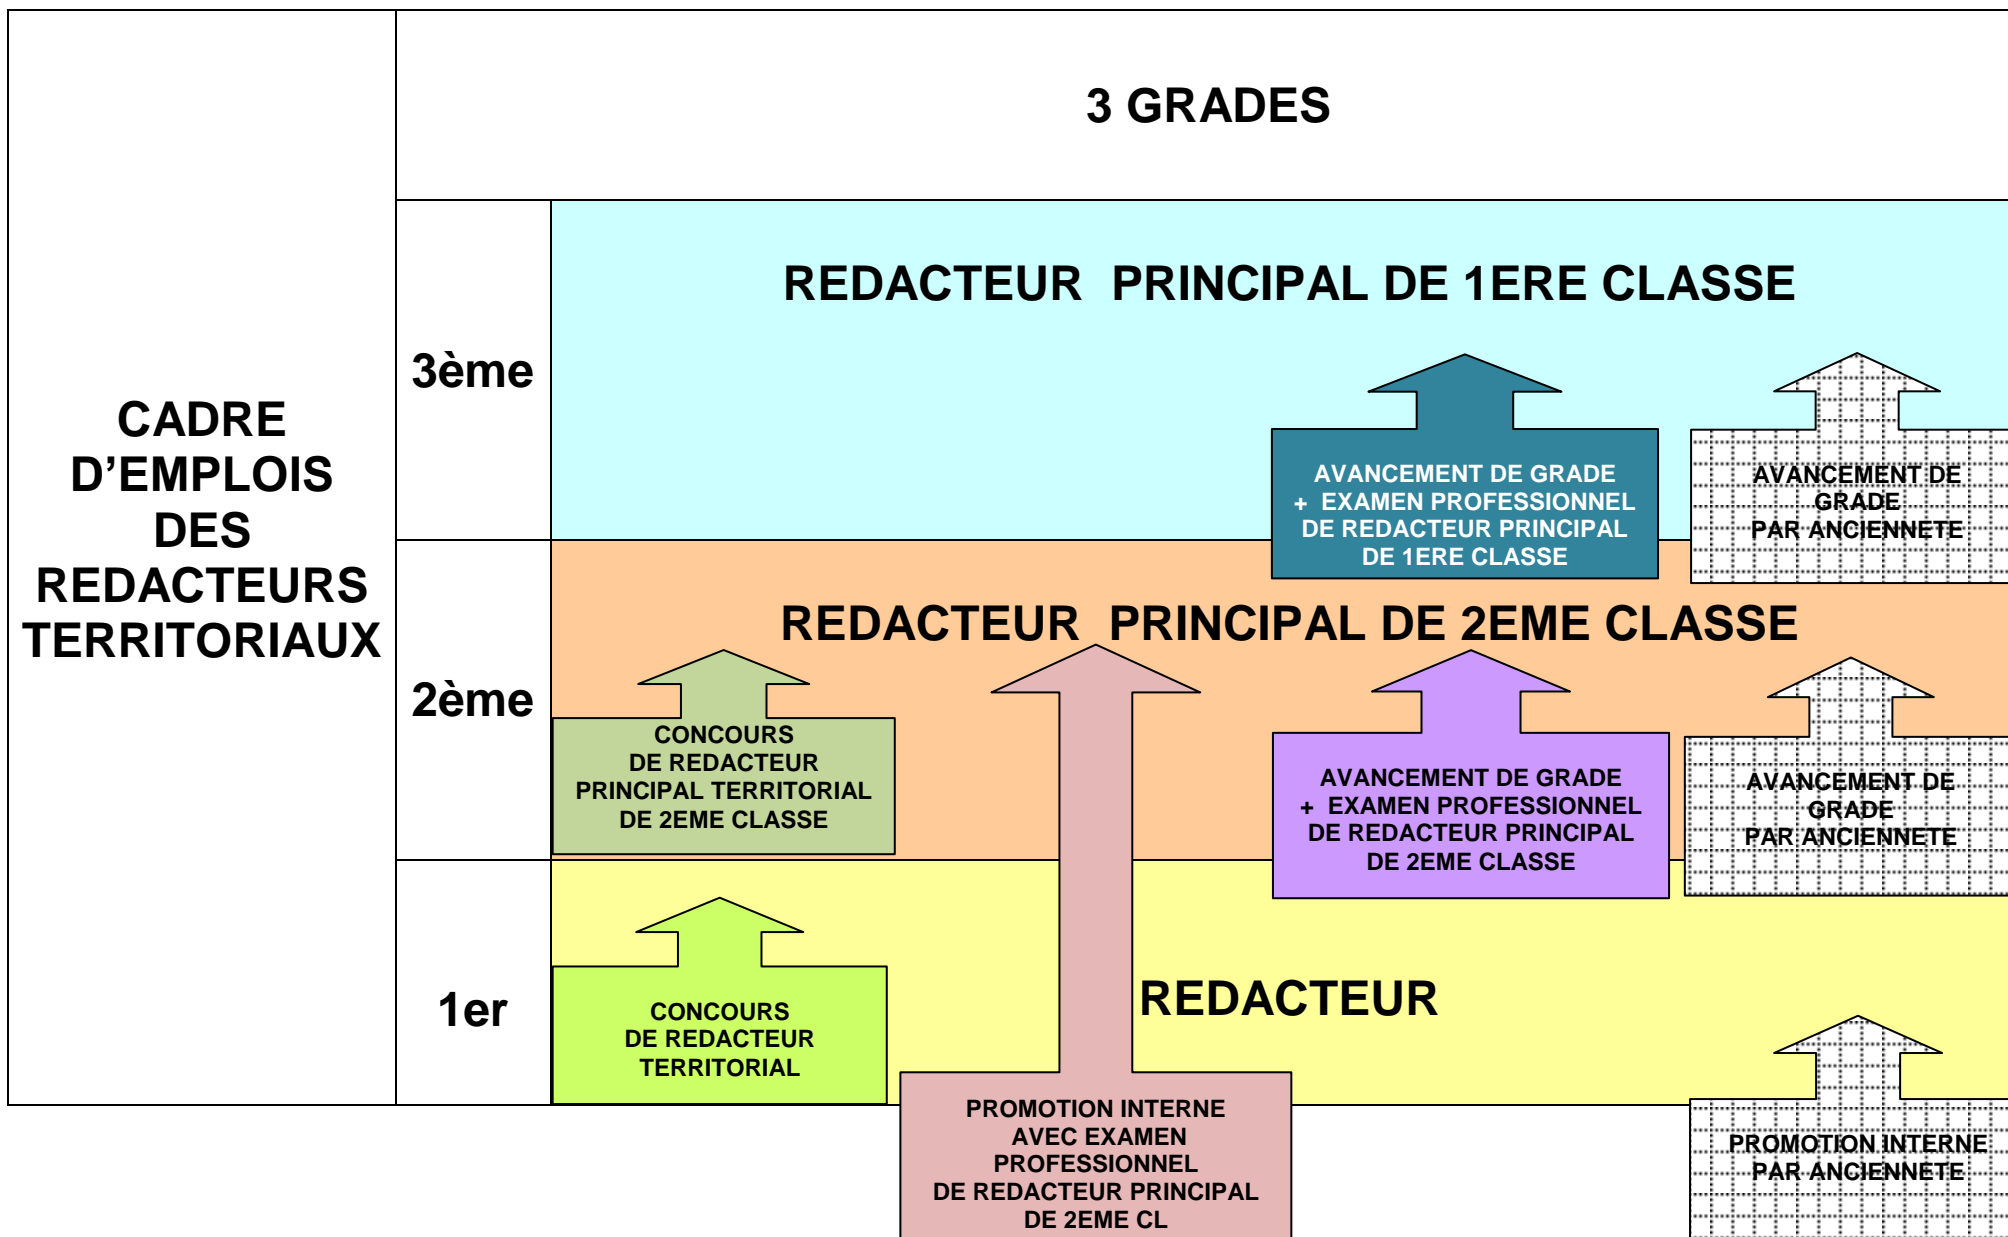 3 GRADES
CADRE
D’EMPLOIS
DES
REDACTEURS
TERRITORIAUX
3ème
REDACTEUR PRINCIPAL DE 1ERE CLASSE
AVANCEMENT DE GRADE
+ EXAMEN PROFESSIONNEL
DE REDACTEUR PRINCIPAL
DE 1ERE CLASSE
AVANCEMENT DE
GRADE
PAR ANCIENNETE
2ème
REDACTEUR PRINCIPAL DE 2EME CLASSE
CONCOURS
DE REDACTEUR
PRINCIPAL TERRITORIAL
DE 2EME CLASSE
AVANCEMENT DE GRADE
+ EXAMEN PROFESSIONNEL
DE REDACTEUR PRINCIPAL
DE 2EME CLASSE
AVANCEMENT DE
GRADE
PAR ANCIENNETE
1er
REDACTEUR
CONCOURS
DE REDACTEUR
TERRITORIAL
PROMOTION INTERNE
AVEC EXAMEN
PROFESSIONNEL
DE REDACTEUR PRINCIPAL
DE 2EME CL
PROMOTION INTERNE
PAR ANCIENNETE